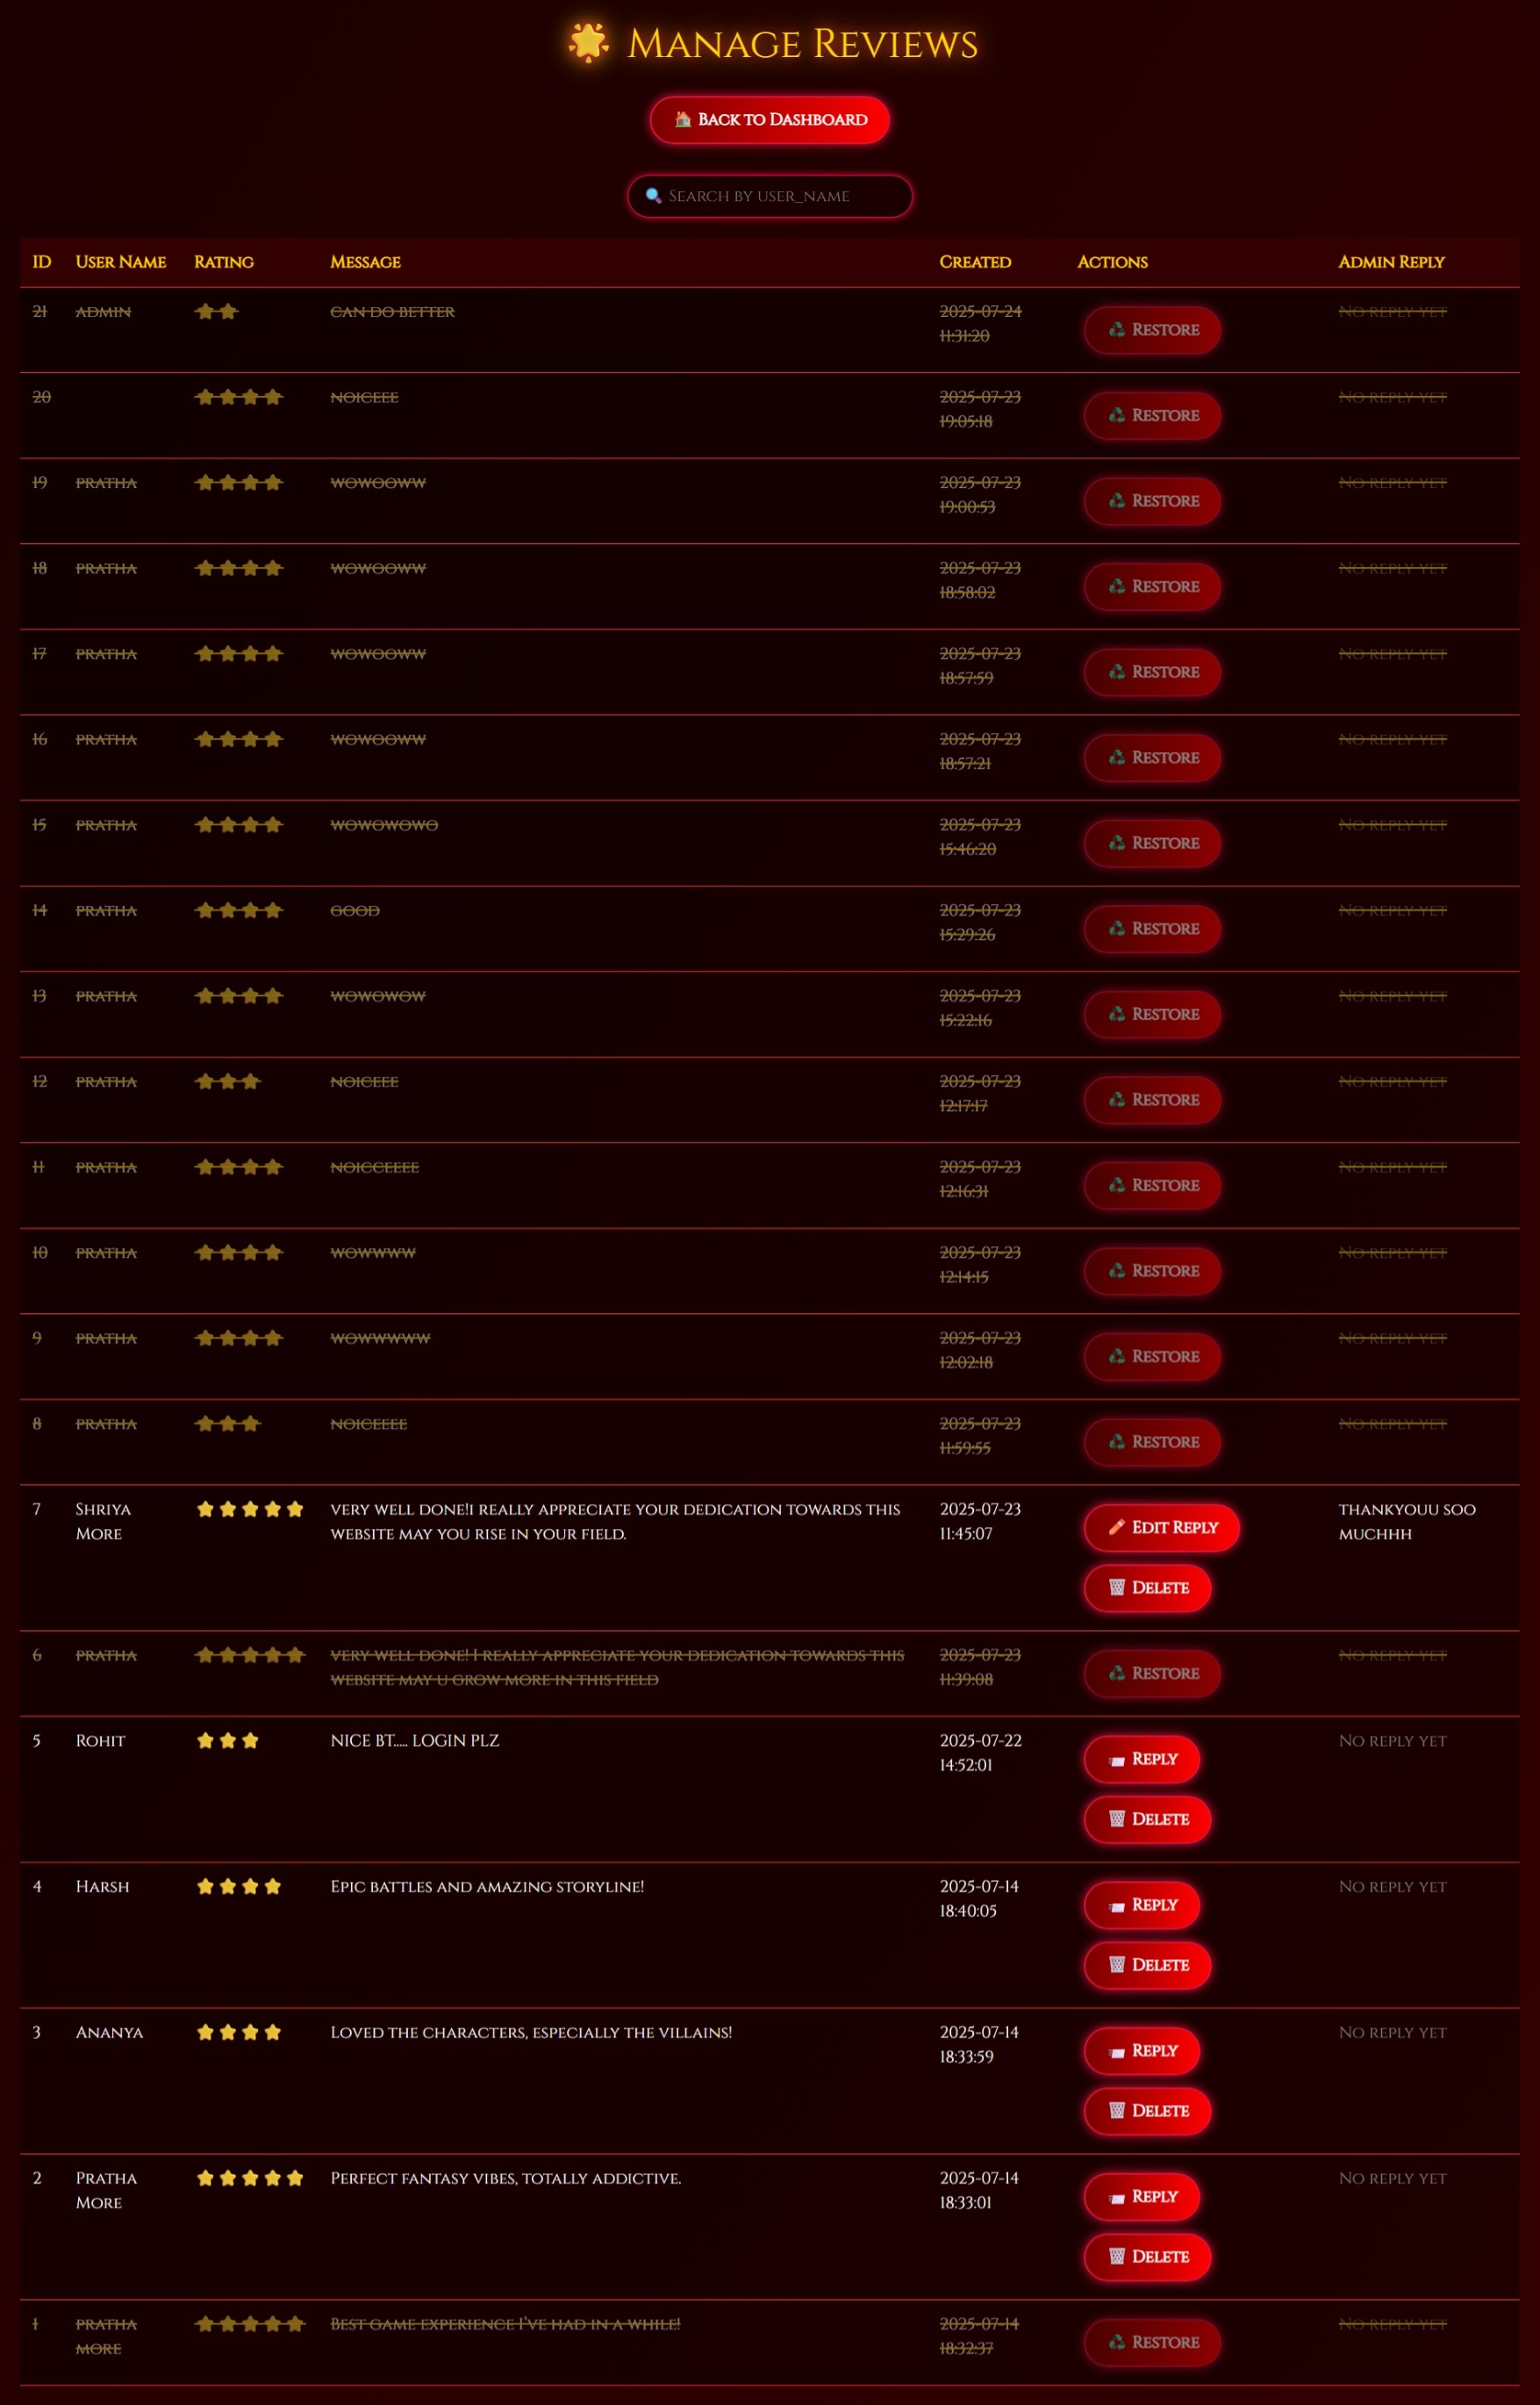 Manage Reviews
Back to Dashboard
Search by user_name
ID User Name Rating Message Created Actions Admin Reply
21 admin can do better 2025-07-24 Restore No reply yet
11:31:20
20 noiceee 2025-07-23 Restore No reply yet
19:05:18
19 pratha wowooww 2025-07-23 Restore No reply yet
19:00:53
18 pratha wowooww 2025-07-23 Restore No reply yet
18:58:02
17 pratha wowooww 2025-07-23 Restore No reply yet
18:57:59
16 pratha wowooww 2025-07-23 Restore No reply yet
18:57:21
15 pratha wowowowo 2025-07-23 Restore No reply yet
15:46:20
14 pratha good 2025-07-23 Restore No reply yet
15:29:26
13 pratha wowowow 2025-07-23 Restore No reply yet
15:22:16
12 pratha noiceee 2025-07-23 Restore No reply yet
12:17:17
11 pratha noicceeee 2025-07-23 Restore No reply yet
12:16:31
10 pratha wowwww 2025-07-23 Restore No reply yet
12:14:15
9 pratha wowwwww 2025-07-23 Restore No reply yet
12:02:18
8 pratha noiceeee 2025-07-23 Restore No reply yet
11:59:55
7 Shriya very well done!i really appreciate your dedication towards this 2025-07-23 Edit Reply thankyouu soo
More website may you rise in your field. 11:45:07 muchhh
Delete
6 pratha very well done! I really appreciate your dedication towards this 2025-07-23 Restore No reply yet
website may u grow more in this field 11:39:08
5 Rohit NICE BT..... LOGIN PLZ 2025-07-22 Reply No reply yet
14:52:01
Delete
4 Harsh Epic battles and amazing storyline! 2025-07-14 Reply No reply yet
18:40:05
Delete
3 Ananya Loved the characters, especially the villains! 2025-07-14 Reply No reply yet
18:33:59
Delete
2 Pratha Perfect fantasy vibes, totally addictive. 2025-07-14 Reply No reply yet
More 18:33:01
Delete
1 pratha Best game experience I've had in a while! 2025-07-14 Restore No reply yet
more 18:32:37